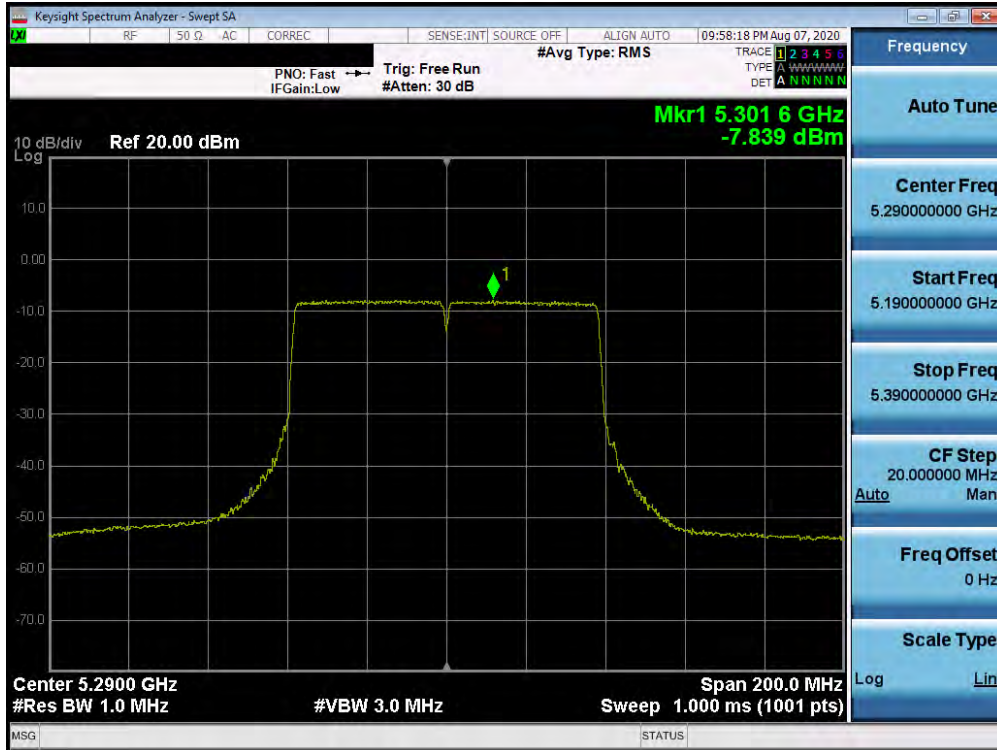 Keysight Spectrum Analyzer - Swept SA
LXI RF 50 Ω AC CORREC SENSE:INT SOURCE OFF ALIGN AUTO 09:58:18 PM Aug 07, 2020
#Avg Type: RMS TRACE 1 2 3 4 5 6
PNO: Fast Trig: Free Run TYPE A WWWWW
IFGain:Low #Atten: 30 dB DET A N N N N N
Mkr1 5.301 6 GHz
-7.839 dBm
10 dB/div Ref 20.00 dBm
Log
10.0
0.00
1
-10.0
-20.0
-30.0
-40.0
-50.0
-60.0
-70.0
Center 5.2900 GHz Span 200.0 MHz
#Res BW 1.0 MHz #VBW 3.0 MHz Sweep 1.000 ms (1001 pts)
MSG STATUS
Frequency
Auto Tune
Center Freq
5.290000000 GHz
Start Freq
5.190000000 GHz
Stop Freq
5.390000000 GHz
CF Step
20.000000 MHz
Auto Man
Freq Offset
0 Hz
Scale Type
Log Lin